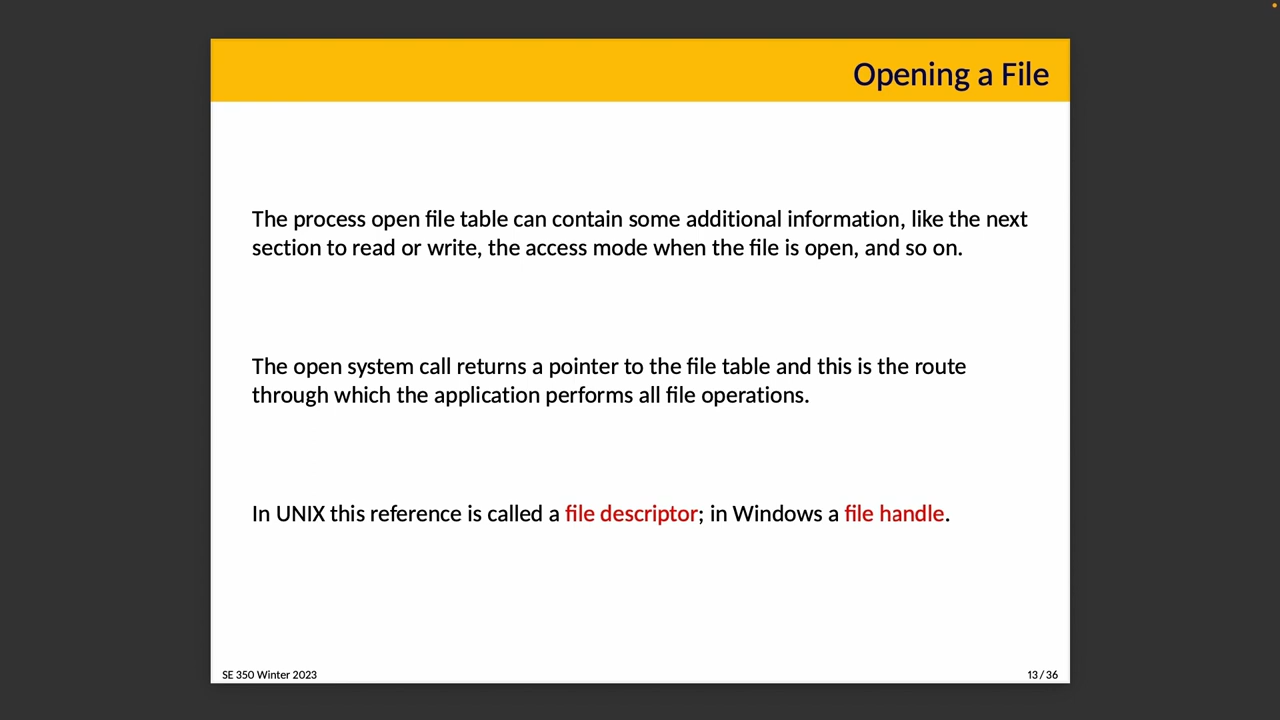 Opening a File
The process open file table can contain some additional information, like the next
section to read or write, the access mode when the file is open, and so on.
The open system call returns a pointer to the file table and this is the route
through which the application performs all file operations.
In UNIX this reference is called a file descriptor; in Windows a file handle.
SE 350 Winter 2023
13 / 36